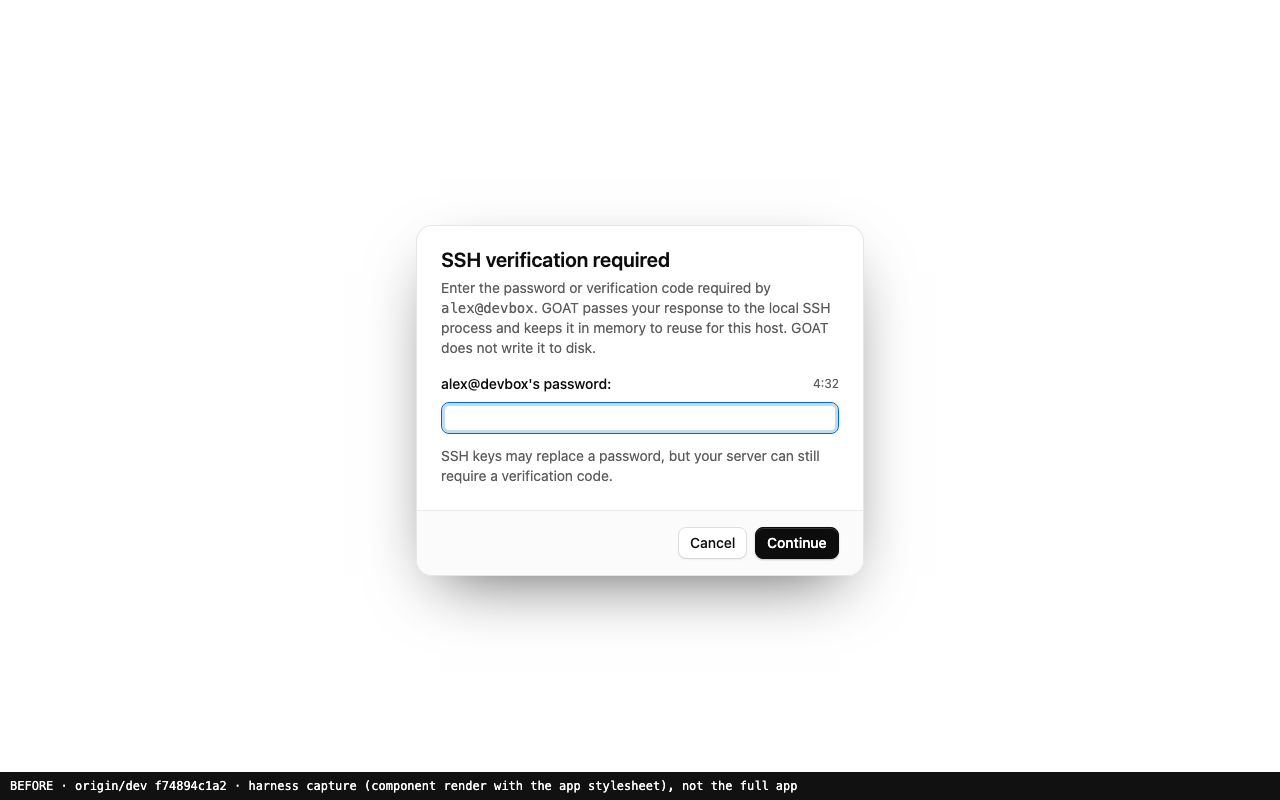 SSH verification required
Enter the password or verification code required by
alex@devbox. GOAT passes your response to the local SSH
process and keeps it in memory to reuse for this host. GOAT
does not write it to disk.
alex@devbox's password: 4:32
SSH keys may replace a password, but your server can still
require a verification code.
Cancel Continue
BEFORE · origin/dev f74894c1a2 · harness capture (component render with the app stylesheet), not the full app